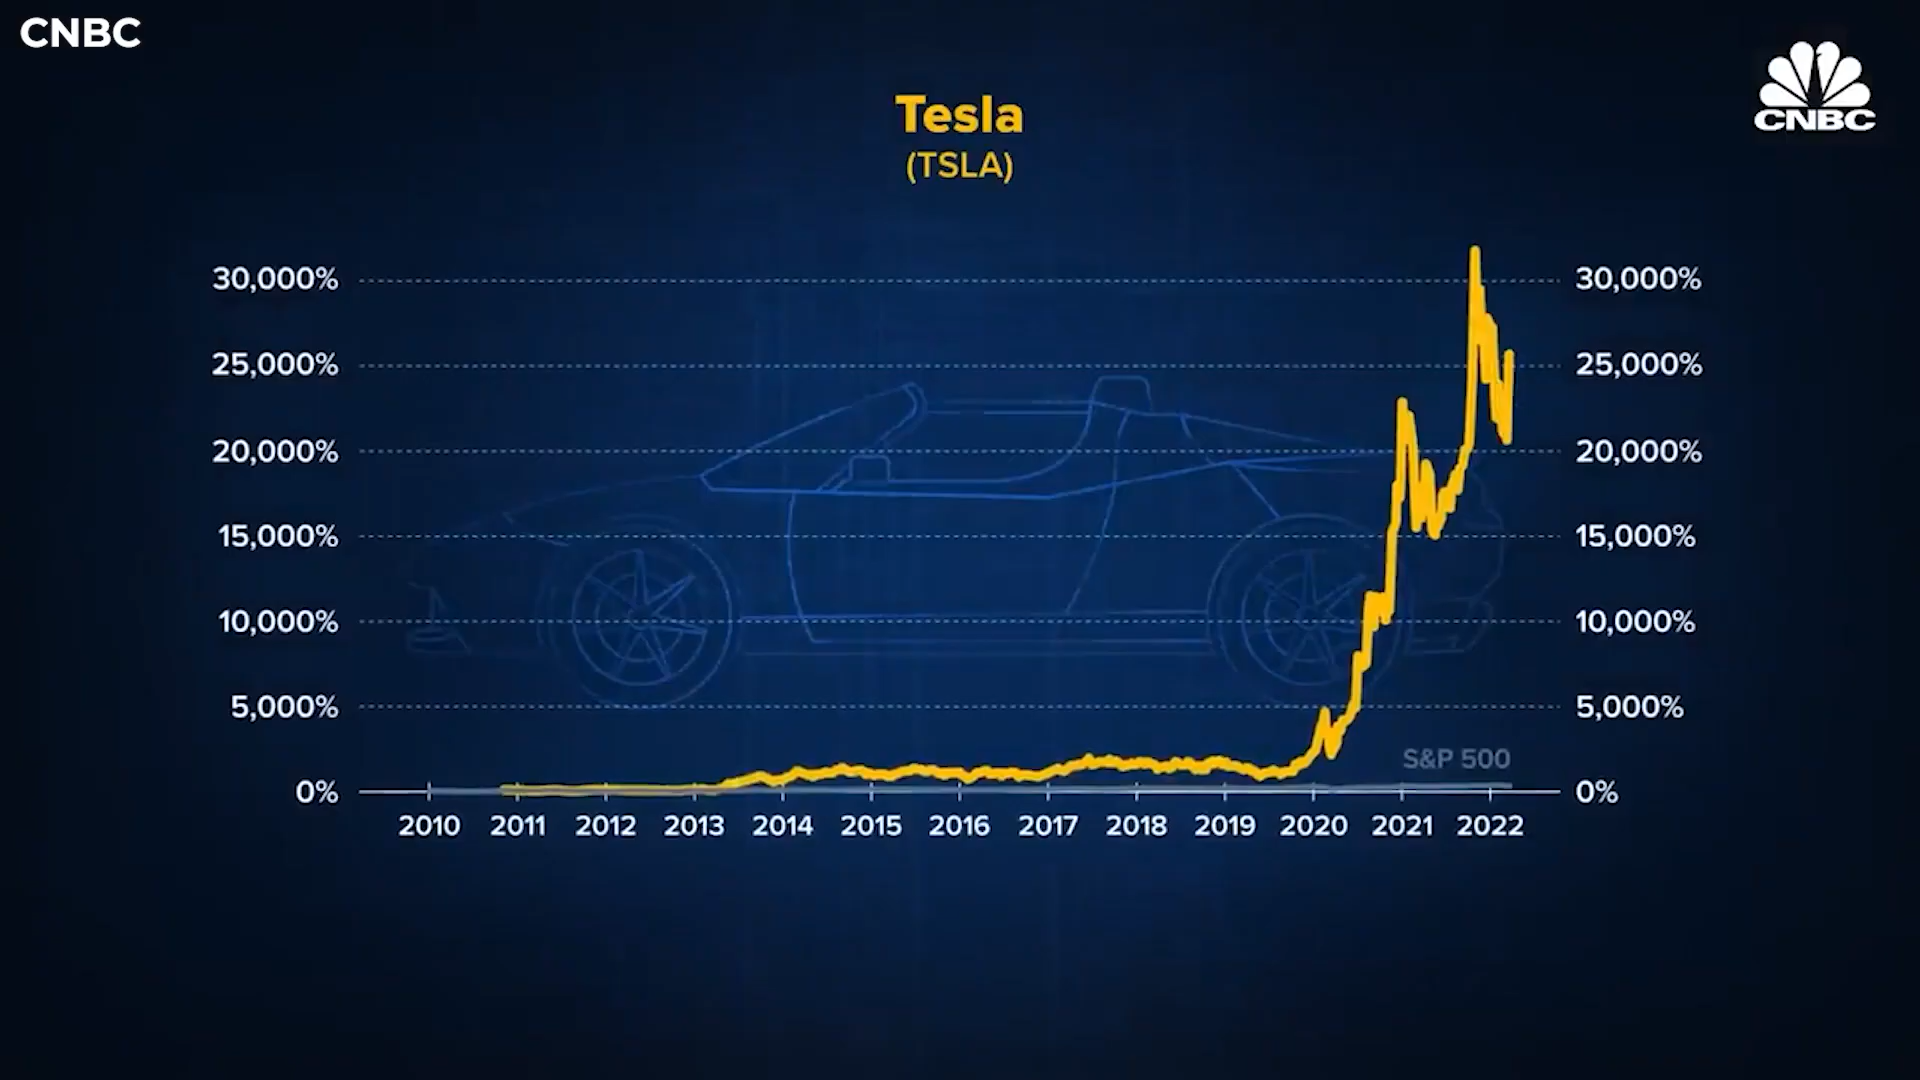 CNBC
CNBC
Tesla
(TSLA)
30,000% 30,000%
25,000% 25,000%
20,000% 20,000%
15,000% 15,000%
10,000% 10,000%
5,000% 5,000%
S&P 500
0% 0%
2010 2011 2012 2013 2014 2015 2016 2017 2018 2019 2020 2021 2022